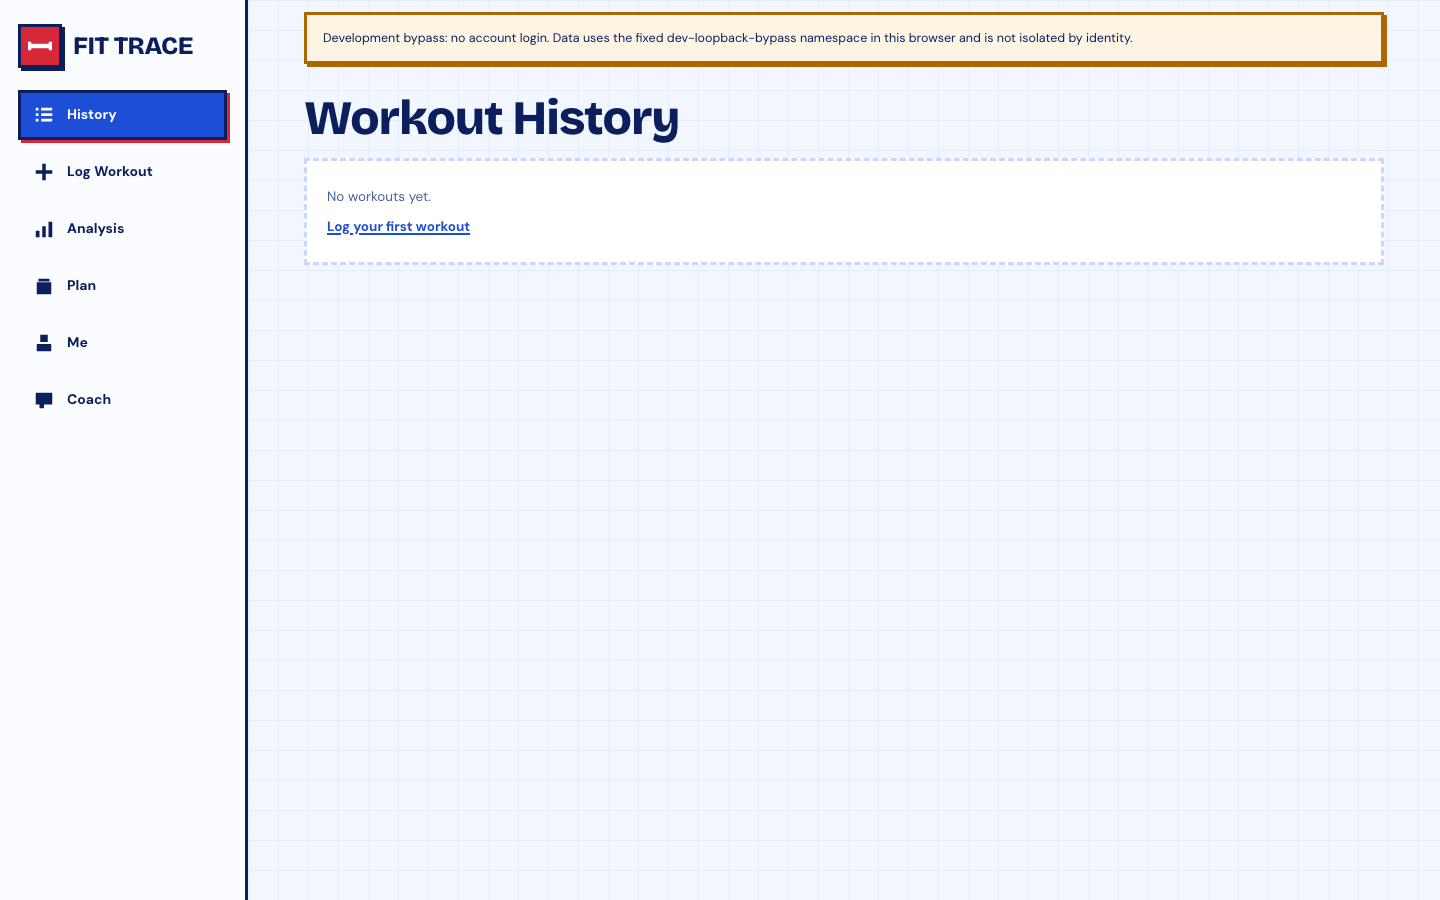 FIT TRACE
History
Log Workout
Analysis
Plan
Me
Coach
Development bypass: no account login. Data uses the fixed dev-loopback-bypass namespace in this browser and is not isolated by identity.
Workout History
No workouts yet.
Log your first workout